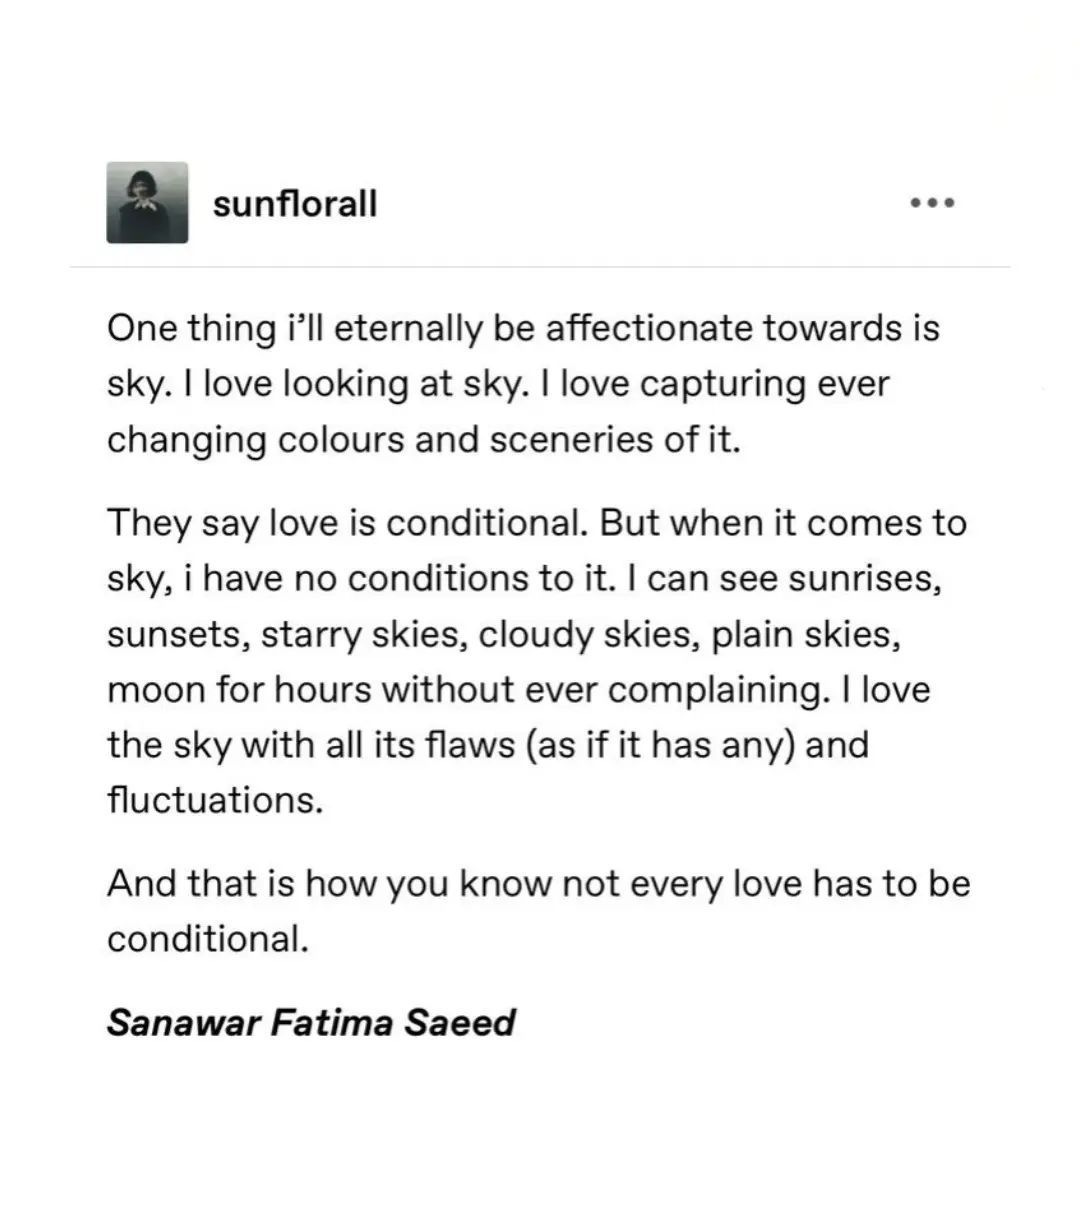 sunflorall
One thing i’ll eternally be affectionate towards is
sky. I love looking at sky. I love capturing ever
changing colours and sceneries of it.
They say love is conditional. But when it comes to
sky, i have no conditions to it. I can see sunrises,
sunsets, starry skies, cloudy skies, plain skies,
moon for hours without ever complaining. I love
the sky with all its flaws (as if it has any) and
fluctuations.
And that is how you know not every love has to be
conditional.
Sanawar Fatima Saeed